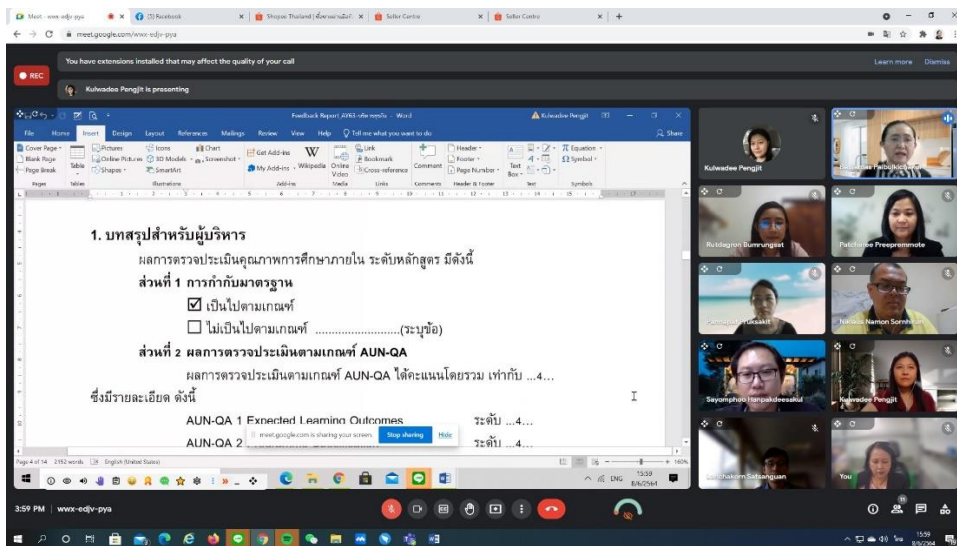 Meet - wwx-edjv-pya
(5) Facebook
Seller Centre
Seller Centre
meet.google.com/wwx-edjv-pya
You have extensions installed that may affect the quality of your call
Learn more
Dismiss
REC
Kulwadee Pengjit is presenting
Kulwadee Pengjit
File Home Insert Design Layout References Mailings Review View Help Tell me what you want to do
Share
Cover Page
Blank Page
Page Break
Table
Pictures
Online Pictures
Shapes
Icons
3D Models
SmartArt
Chart
Screenshot
Get Add-ins
My Add-ins
Wikipedia
Online Video
Link
Bookmark
Cross-reference
Comment
Header
Footer
Page Number
Text Box
Equation
Symbol
Pages Tables Illustrations Add-ins Media Links Comments Header & Footer Text Symbols
1. บทสรุปสำหรับผู้บริหาร
ผลการตรวจประเมินคุณภาพการศึกษาภายใน ระดับหลักสูตร มีดังนี้
ส่วนที่ 1 การกำกับมาตรฐาน
เป็นไปตามเกณฑ์
ไม่เป็นไปตามเกณฑ์ ..........................(ระบุข้อ)
ส่วนที่ 2 ผลการตรวจประเมินตามเกณฑ์ AUN-QA
ผลการตรวจประเมินตามเกณฑ์ AUN-QA ได้คะแนนโดยรวม เท่ากับ ...4...
ซึ่งมีรายละเอียด ดังนี้
AUN-QA 1 Expected Learning Outcomes ระดับ ...4...
AUN-QA 2 ระดับ ...4...
meet.google.com is sharing your screen.
Stop sharing
Hide
Page 4 of 14 2152 words English (United States)
160%
ENG
15:59
8/6/2564
Kulwadee Pengjit
Rutdagron Bumrungsat
Patcharee Preepremmote
Sayomphoo Hanpakdeesakul
Kulwadee Pengjit
You
3:59 PM
wwx-edjv-pya
11
15:59
8/6/2564